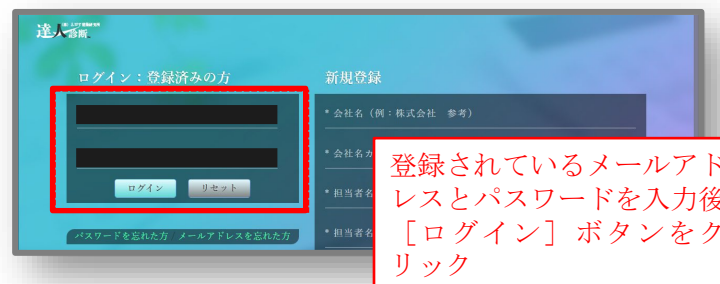 達人診断
ログイン：登録済みの方
新規登録
* 会社名（例：株式会社　参考）
* 会社名カ
ログイン
リセット
* 担当者名
パスワードを忘れた方
メールアドレスを忘れた方
* 担当者名
登録されているメールアド
レスとパスワードを入力後
［ログイン］ボタンをク
リック